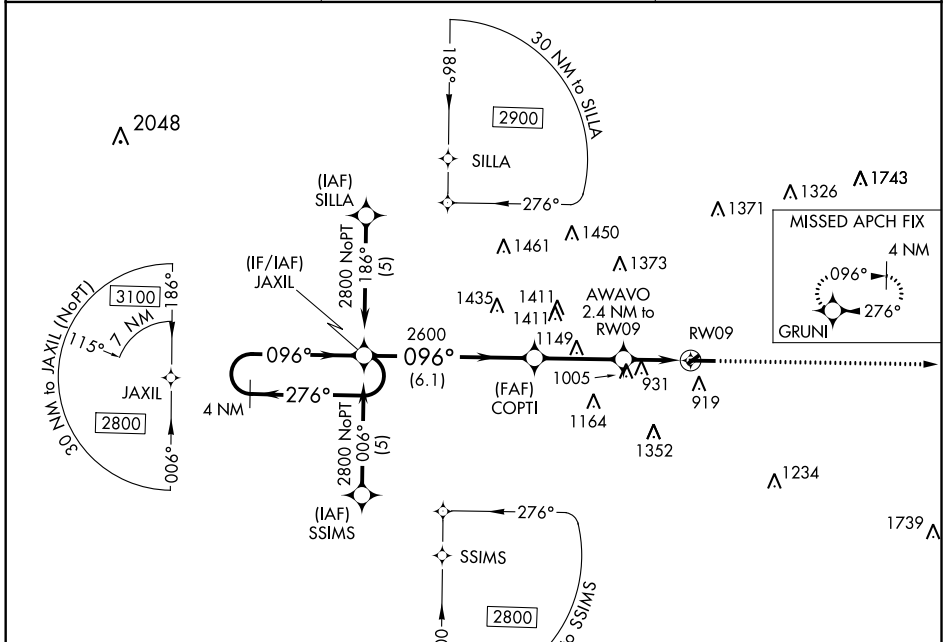 2048
30 NM to SILLA
186°
2900
SILLA
276°
(IAF)
SILLA
2800 NoPT
186°
(5)
1743
1326
1371
MISSED APCH FIX
4 NM
096°
276°
GRUNI
1450
1461
1373
(IF/IAF)
JAXIL
3100
186°
30 NM to JAXIL (NoPT)
115°
7 NM
JAXIL
2800
006°
1435
1411
1411
AWAVO
2.4 NM to
RW09
RW09
1149
2600
096°
(6.1)
096°
276°
4 NM
1005
931
919
(FAF)
COPTI
1164
1352
2800 NoPT
006°
(5)
(IAF)
SSIMS
1234
1739
276°
SSIMS
2800
to SSIMS